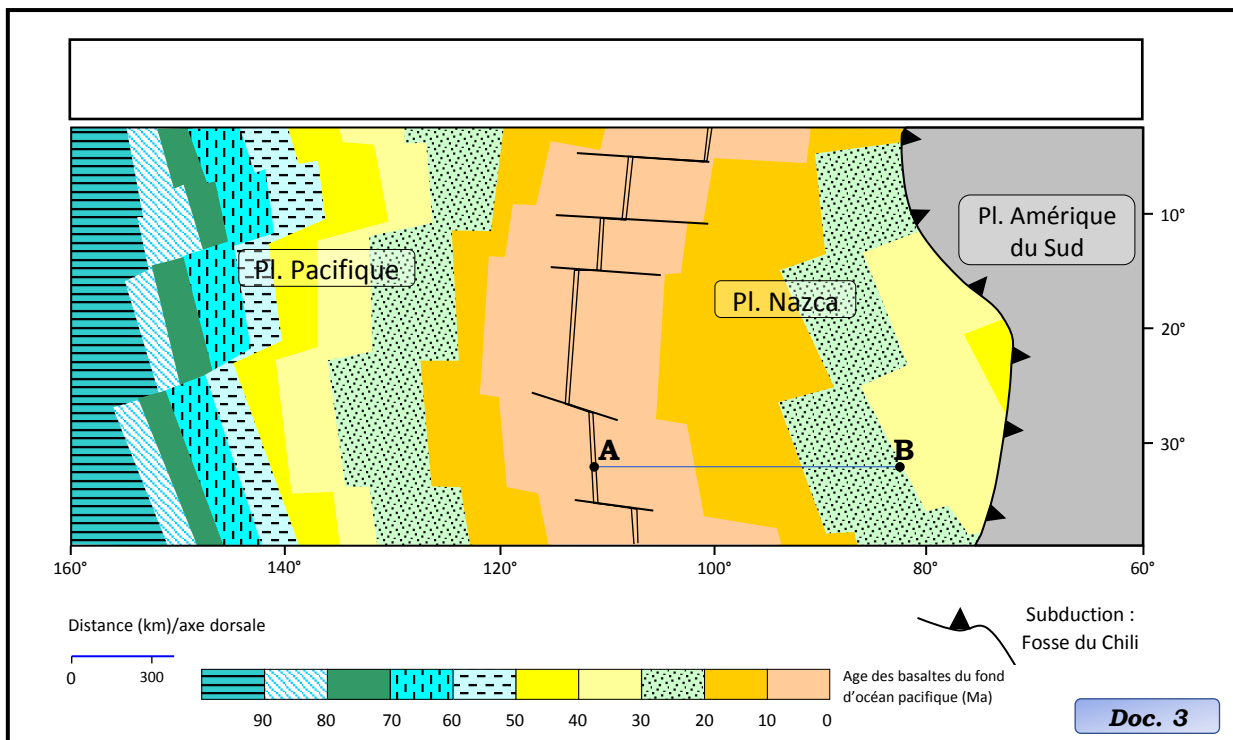 Pl. Amérique
du Sud
Pl. Pacifique
Pl. Nazca
10°
20°
30°
A
B
160°
140°
120°
100°
80°
60°
Distance (km)/axe dorsale
0
300
Subduction :
Fosse du Chili
90
80
70
60
50
40
30
20
10
0
Age des basaltes du fond
d'océan pacifique (Ma)
Doc. 3